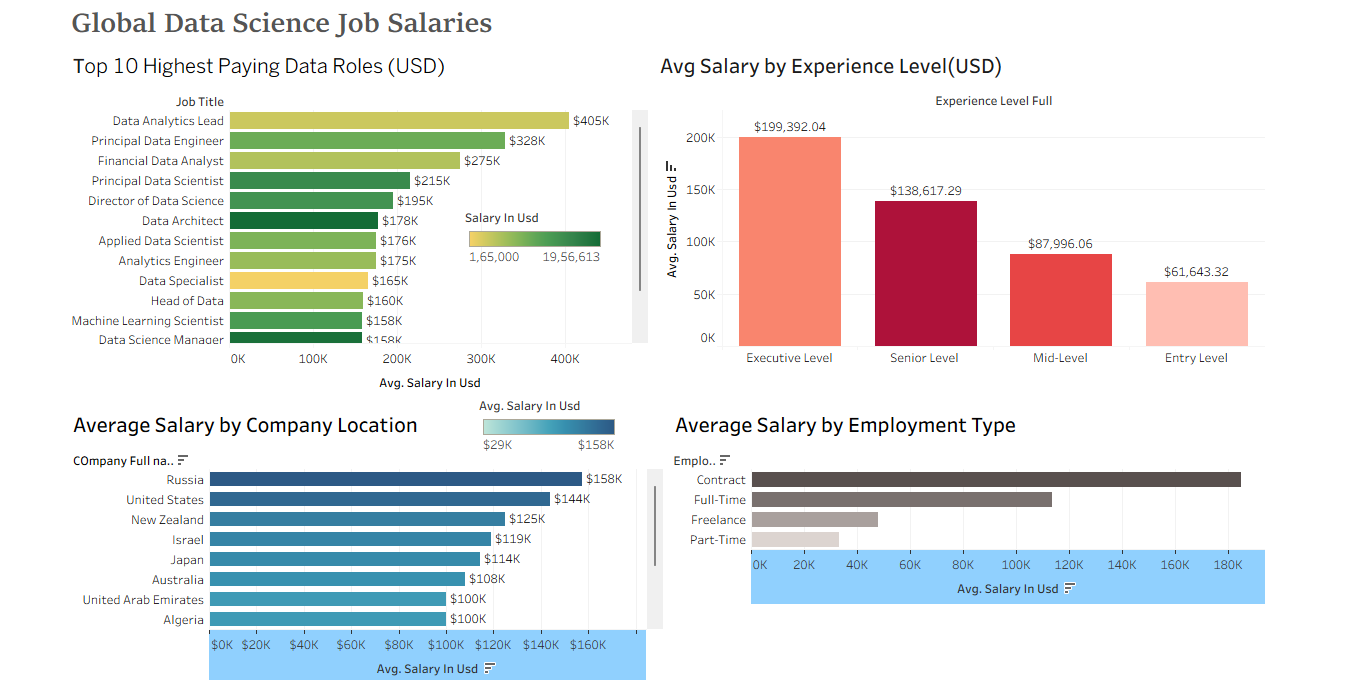 Global Data Science Job Salaries
Top 10 Highest Paying Data Roles (USD)
Job Title
Data Analytics Lead $405K
Principal Data Engineer $328K
Financial Data Analyst $275K
Principal Data Scientist $215K
Director of Data Science $195K
Data Architect $178K
Applied Data Scientist $176K
Analytics Engineer $175K
Data Specialist $165K
Head of Data $160K
Machine Learning Scientist $158K
Data Science Manager $158K
0K 100K 200K 300K 400K
Avg. Salary In Usd
Salary In Usd
1,65,000 19,56,613
Avg Salary by Experience Level(USD)
Experience Level Full
Avg. Salary In Usd
200K
150K
100K
50K
0K
$199,392.04
$138,617.29
$87,996.06
$61,643.32
Executive Level Senior Level Mid-Level Entry Level
Average Salary by Company Location
Avg. Salary In Usd
$29K $158K
COmpany Full na..
Russia $158K
United States $144K
New Zealand $125K
Israel $119K
Japan $114K
Australia $108K
United Arab Emirates $100K
Algeria $100K
$0K $20K $40K $60K $80K $100K $120K $140K $160K
Avg. Salary In Usd
Average Salary by Employment Type
Emplo..
Contract
Full-Time
Freelance
Part-Time
0K 20K 40K 60K 80K 100K 120K 140K 160K 180K
Avg. Salary In Usd